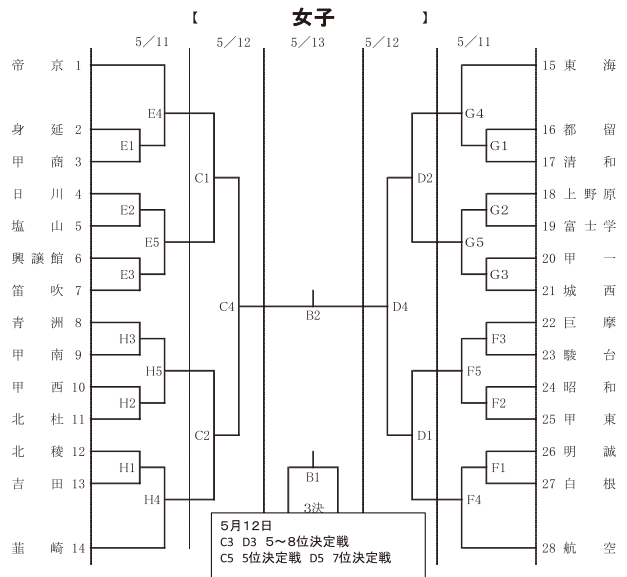 【 女子 】
5／11 5／12 5／13 5／12 5／11
帝京 1
15 東海
E4
G4
身延 2
16 都留
E1
G1
甲商 3
17 清和
C1
D2
日川 4
18 上野原
E2
G2
塩山 5
19 富士学
E5
G5
興譲館 6
20 甲一
E3
G3
笛吹 7
21 城西
C4
B2
D4
青洲 8
22 巨摩
H3
F3
甲南 9
23 駿台
H5
F5
甲西 10
24 昭和
H2
F2
北杜 11
25 甲東
C2
D1
北稜 12
26 明誠
H1
B1
F1
吉田 13
27 白根
H4
3決
F4
韮崎 14
28 航空
5月12日
C3 D3 5～8位決定戦
C5 5位決定戦 D5 7位決定戦